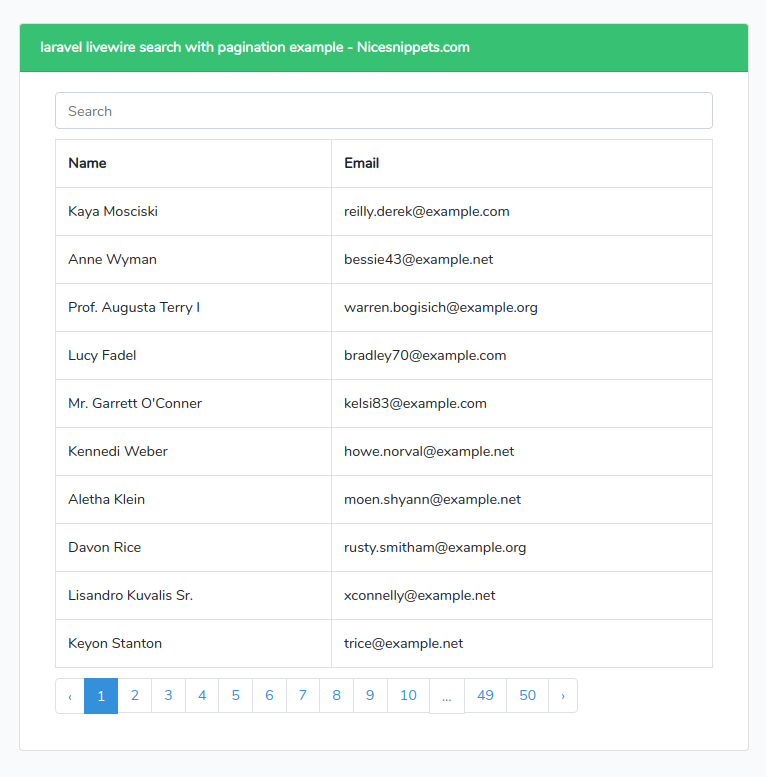 laravel livewire search with pagination example - Nicesnippets.com
Search
Name Email
Kaya Mosciski reilly.derek@example.com
Anne Wyman bessie43@example.net
Prof. Augusta Terry I warren.bogisich@example.org
Lucy Fadel bradley70@example.com
Mr. Garrett O'Conner kelsi83@example.com
Kennedi Weber howe.norval@example.net
Aletha Klein moen.shyann@example.net
Davon Rice rusty.smitham@example.org
Lisandro Kuvalis Sr. xconnelly@example.net
Keyon Stanton trice@example.net
‹ 1 2 3 4 5 6 7 8 9 10 ... 49 50 ›